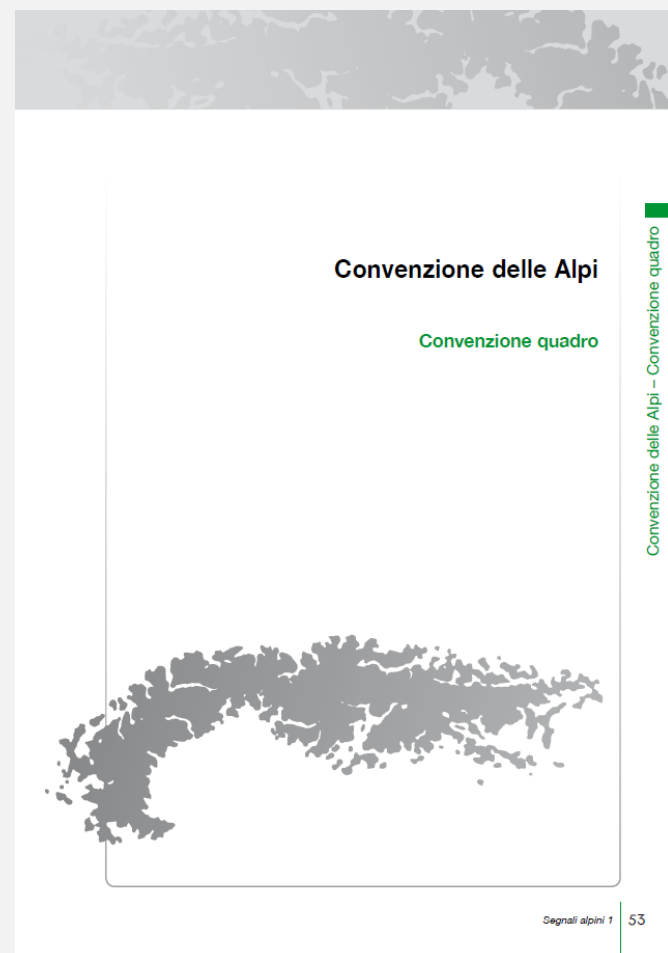 Convenzione delle Alpi
Convenzione quadro
Convenzione delle Alpi – Convenzione quadro
Segnali alpini 1
53